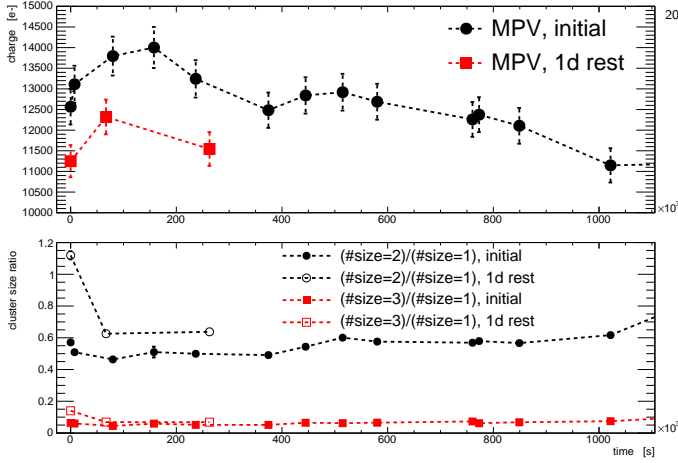 charge [e-]
15000
14500
14000
13500
13000
12500
12000
11500
11000
10500
10000
MPV, initial
MPV, 1d rest
20
0 200 400 600 800 1000
×10³
cluster size ratio
1.2
1
0.8
0.6
0.4
0.2
0
(#size=2)/(#size=1), initial
(#size=2)/(#size=1), 1d rest
(#size=3)/(#size=1), initial
(#size=3)/(#size=1), 1d rest
0 200 400 600 800 1000
×10³
time [s]